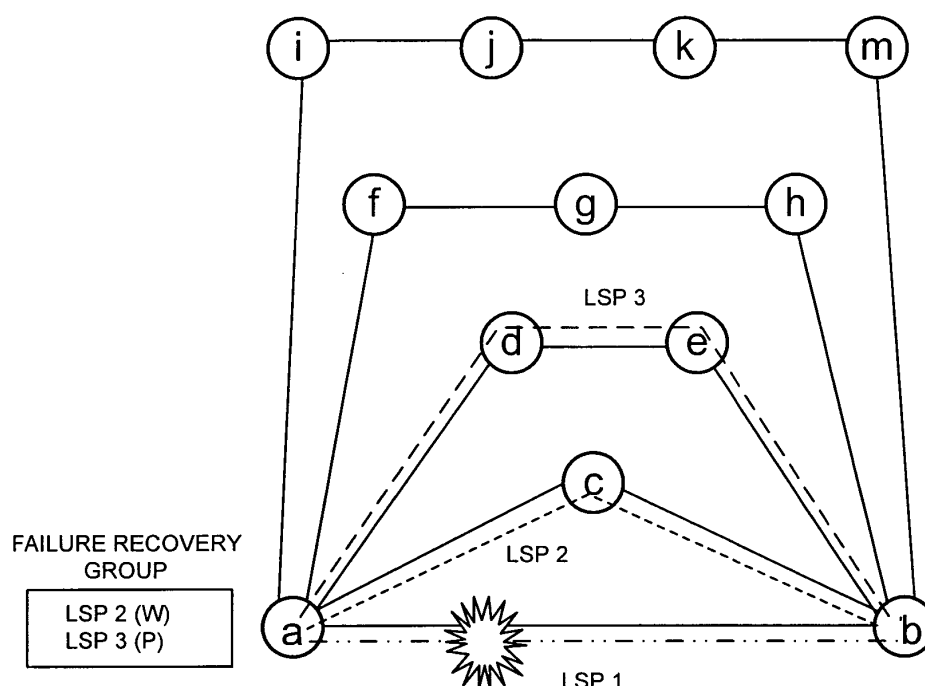 i j k m
f g h
LSP 3
d e
c
FAILURE RECOVERY
GROUP
LSP 2
LSP 2 (W)
LSP 3 (P)
a b
LSP 1